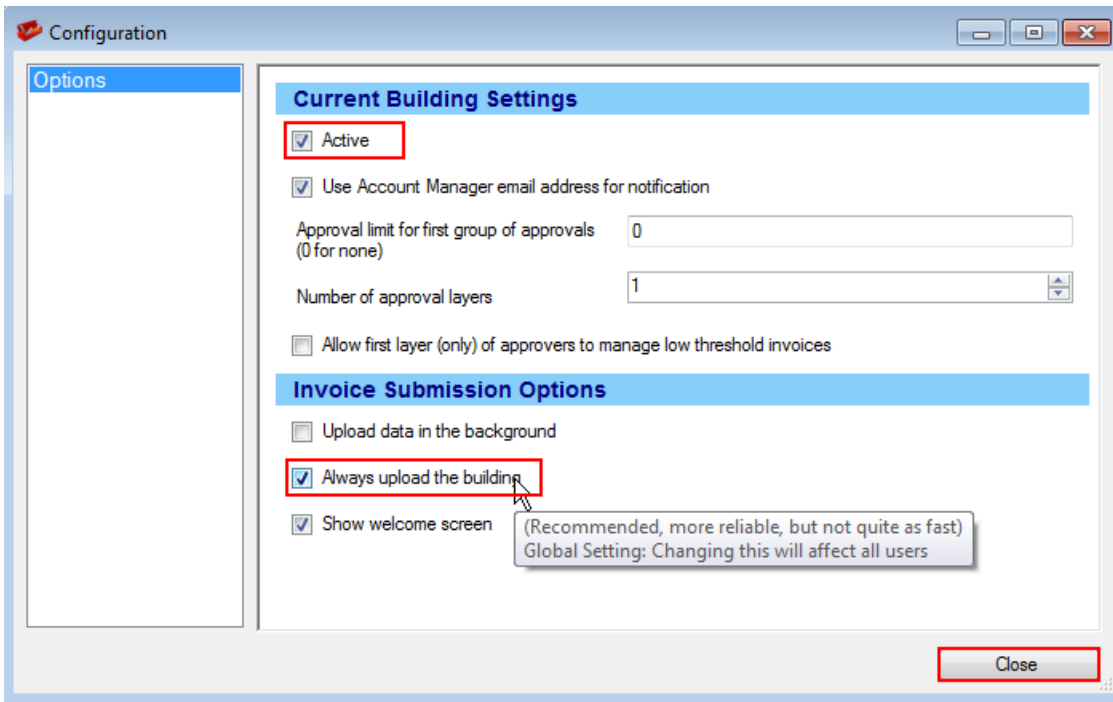 Configuration
Options
Current Building Settings
Active
Use Account Manager email address for notification
Approval limit for first group of approvals
(0 for none)
0
Number of approval layers
1
Allow first layer (only) of approvers to manage low threshold invoices
Invoice Submission Options
Upload data in the background
Always upload the building
Show welcome screen
(Recommended, more reliable, but not quite as fast)
Global Setting: Changing this will affect all users
Close